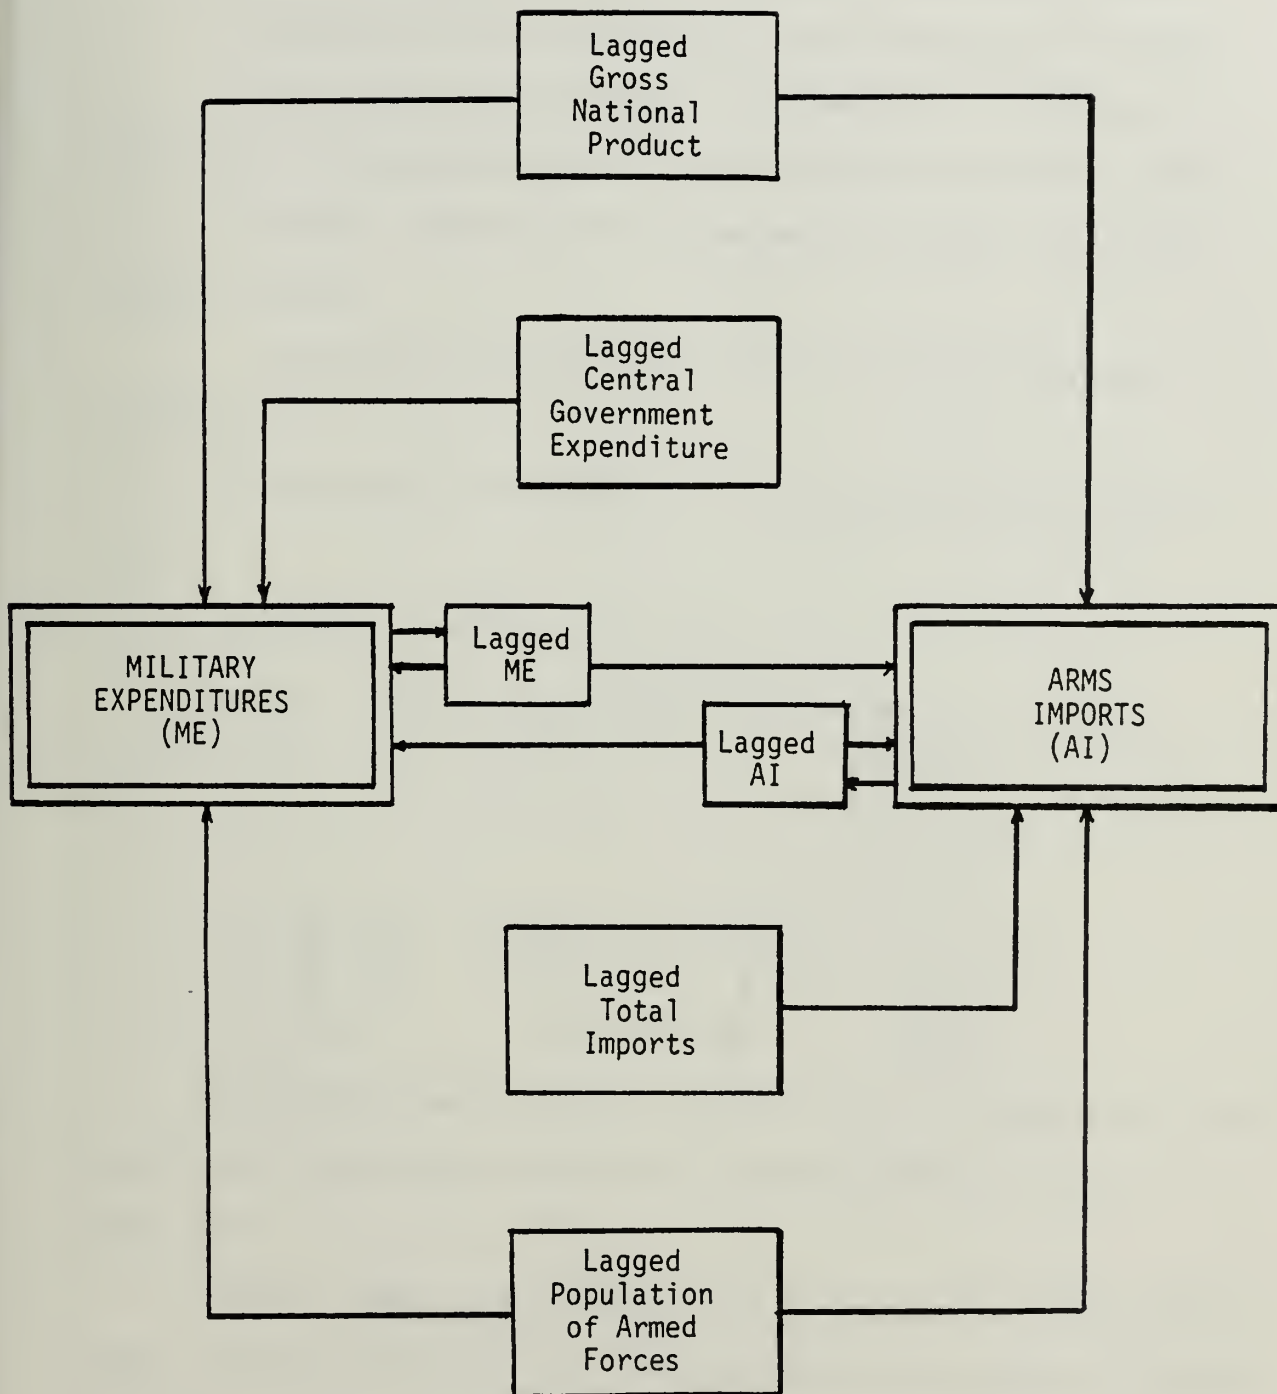 Lagged
Gross
National
Product
Lagged
Central
Government
Expenditure
MILITARY
EXPENDITURES
(ME)
Lagged
ME
Lagged
AI
ARMS
IMPORTS
(AI)
Lagged
Total
Imports
Lagged
Population
of Armed
Forces